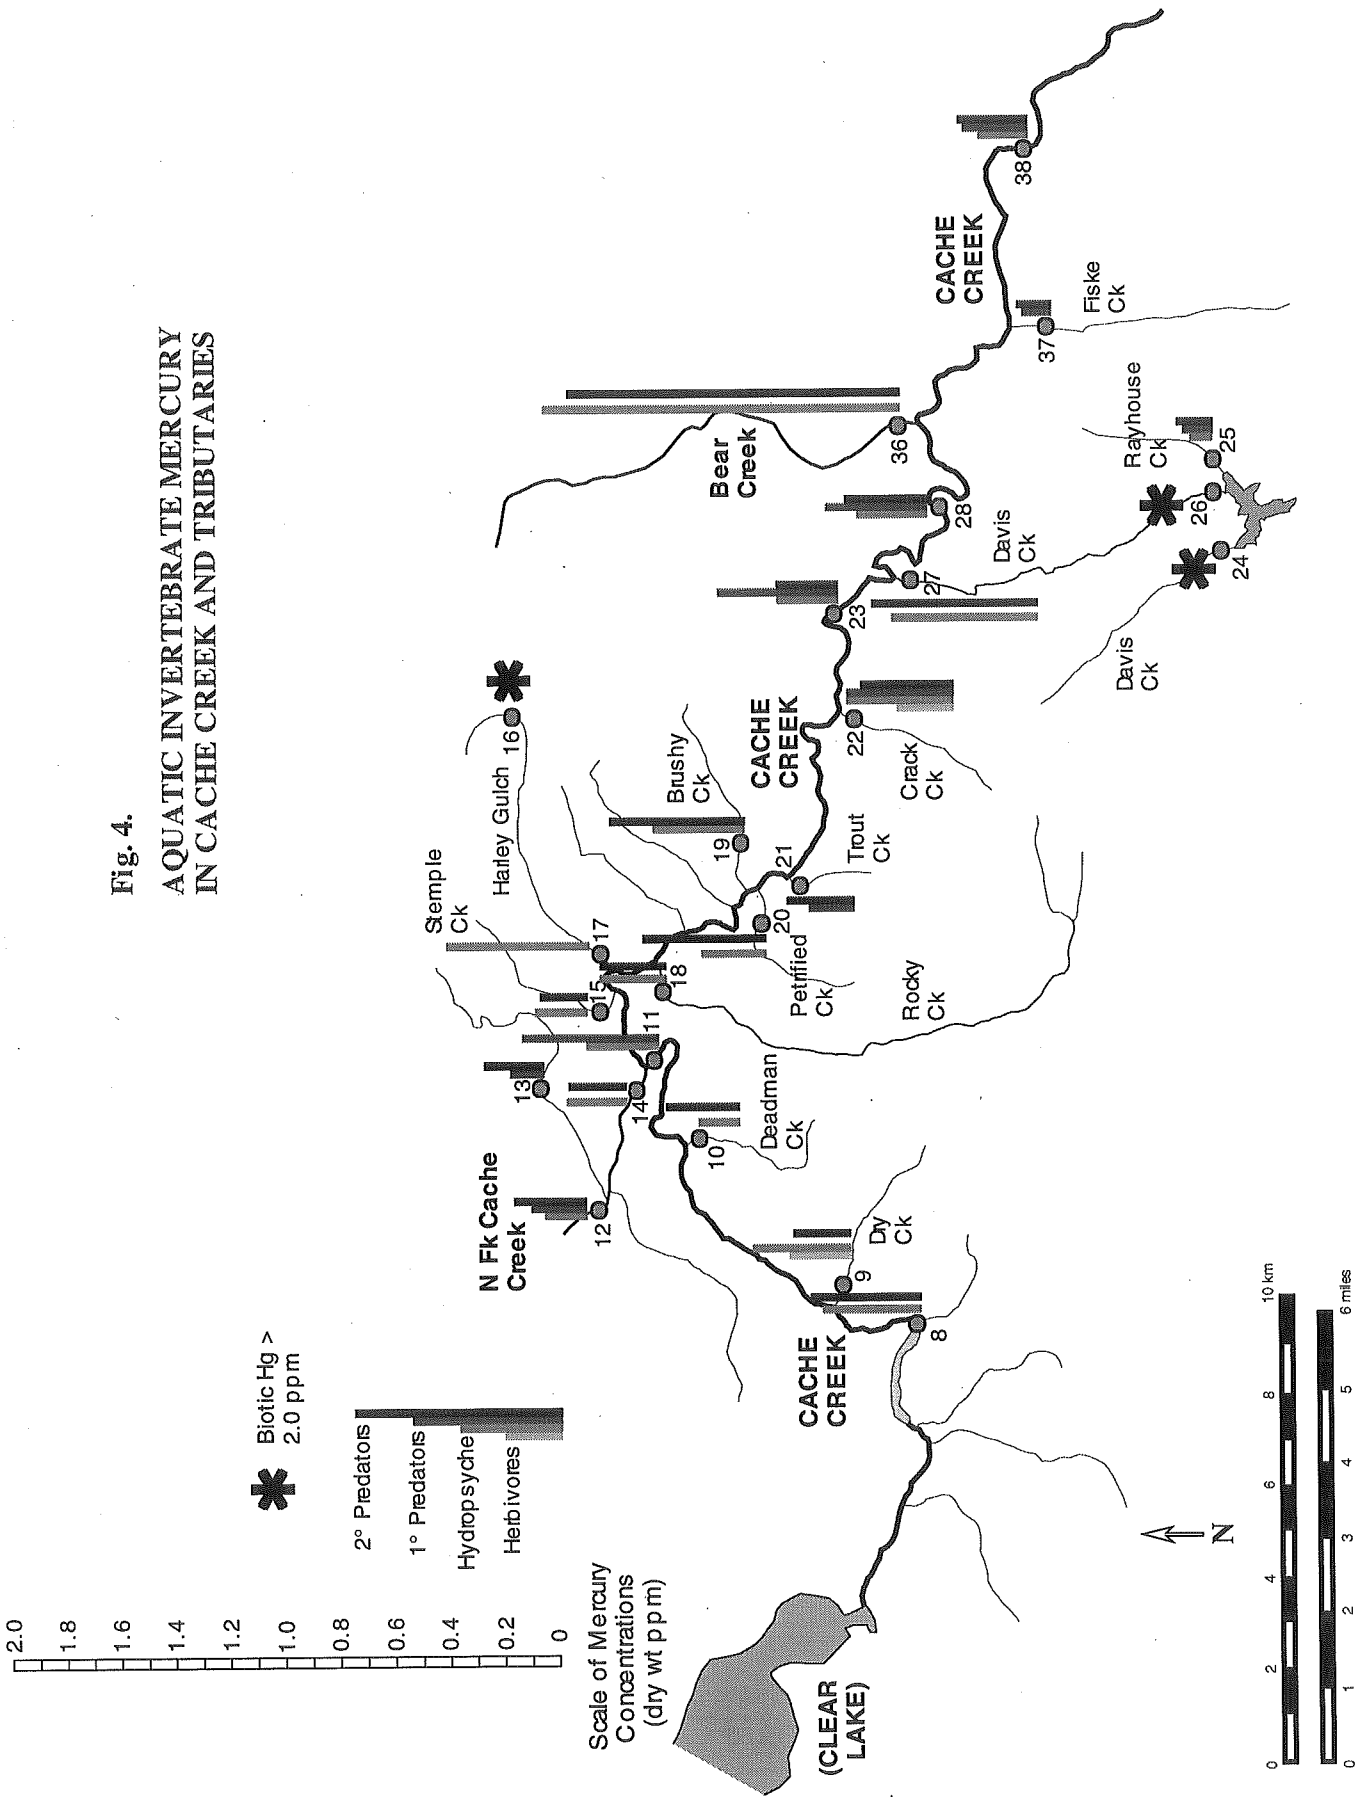 Fig. 4.
AQUATIC INVERTEBRATE MERCURY
IN CACHE CREEK AND TRIBUTARIES
2.0
1.8
1.6
1.4
1.2
1.0
0.8
0.6
0.4
0.2
0
Scale of Mercury
Concentrations
(dry wt ppm)
Biotic Hg >
2.0 ppm
2° Predators
1° Predators
Hydropsyche
Herbivores
(CLEAR
LAKE)
CACHE
CREEK
8
9
Dry
Ck
N Fk Cache
Creek
12
13
14
10
Deadman
Ck
11
15
Stemple
Ck
Harley Gulch
16
17
18
Rocky
Ck
Petrified
Ck
20
19
Brushy
Ck
21
Trout
Ck
CACHE
CREEK
22
Crack
Ck
23
27
Davis
Ck
Davis
Ck
24
26
25
Rayhouse
Ck
28
Bear
Creek
36
37
Fiske
Ck
CACHE
CREEK
38
N
0
2
4
6
8
10 km
0
1
2
3
4
5
6 miles